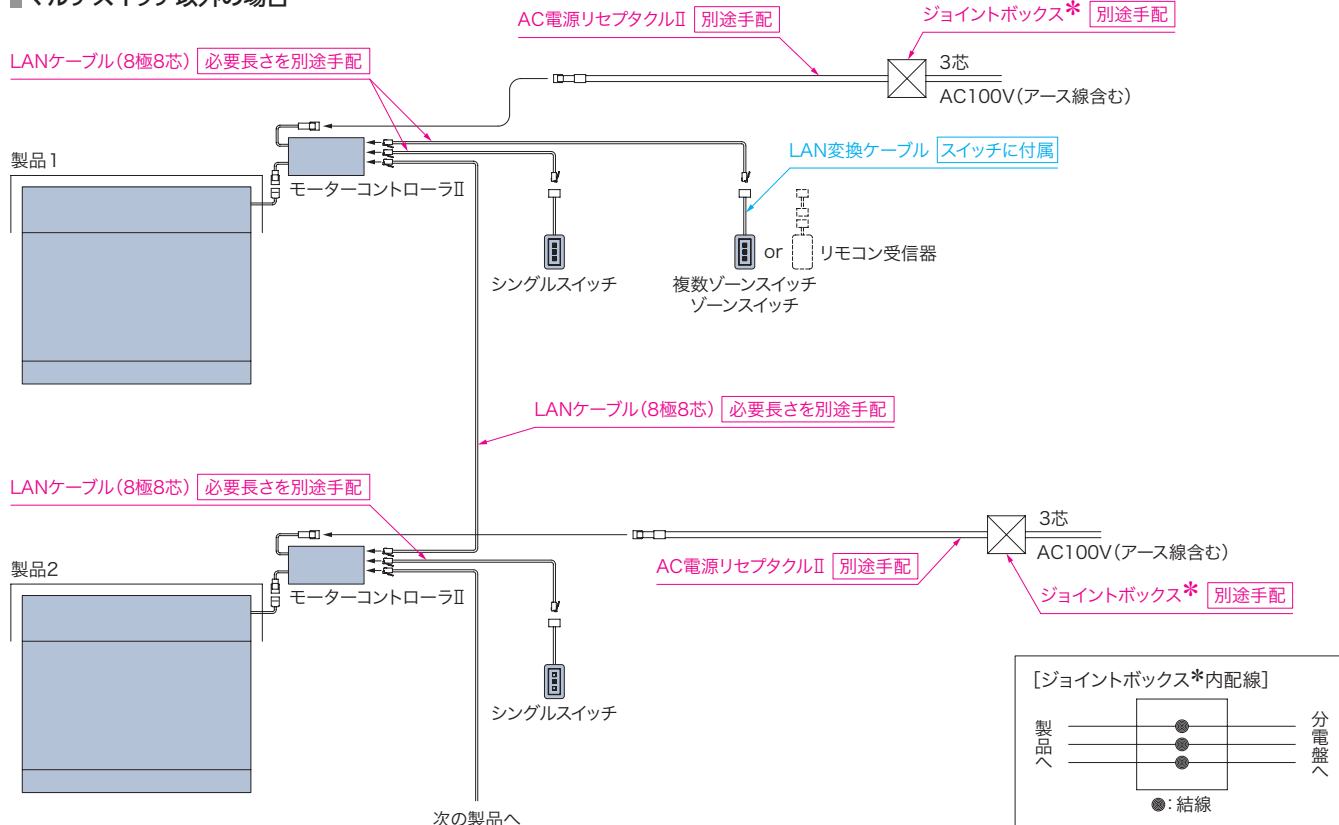 ■マルチスイッチ以外の場合
AC電源リセプタクルⅡ 別途手配
ジョイントボックス* 別途手配
LANケーブル(8極8芯) 必要長さを別途手配
3芯
AC100V(アース線含む)
製品1
モーターコントローラⅡ
LAN変換ケーブル スイッチに付属
シングルスイッチ
or
リモコン受信器
複数ゾーンスイッチ
ゾーンスイッチ
LANケーブル(8極8芯) 必要長さを別途手配
LANケーブル(8極8芯) 必要長さを別途手配
3芯
AC100V(アース線含む)
AC電源リセプタクルⅡ 別途手配
ジョイントボックス* 別途手配
製品2
モーターコントローラⅡ
シングルスイッチ
次の製品へ
[ジョイントボックス*内配線]
製品へ
分電盤へ
●:結線